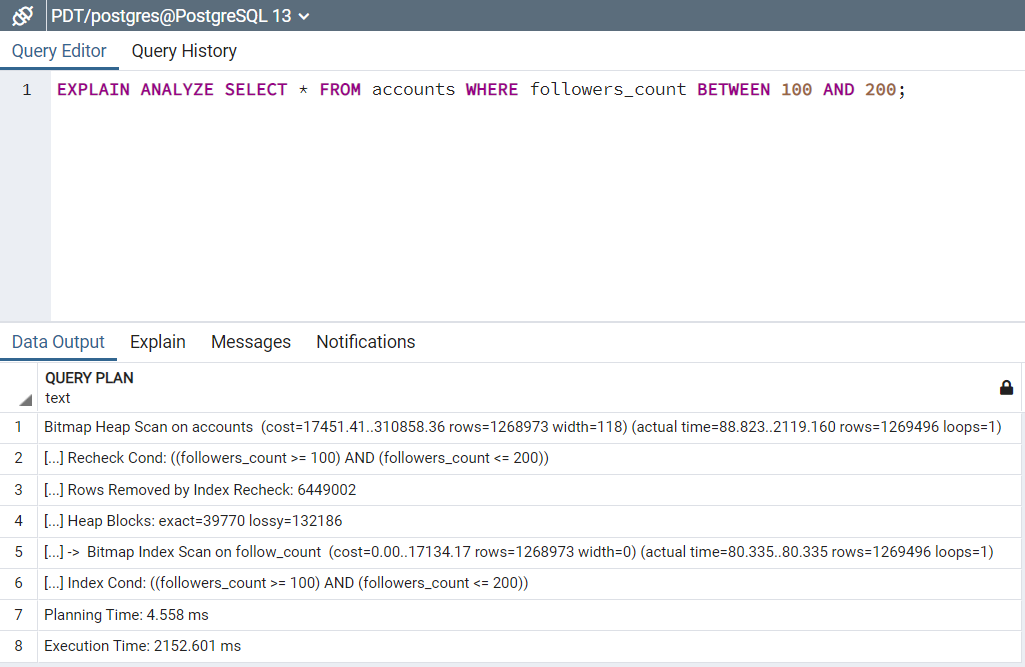 PDT/postgres@PostgreSQL 13
Query Editor Query History
1 EXPLAIN ANALYZE SELECT * FROM accounts WHERE followers_count BETWEEN 100 AND 200;
Data Output Explain Messages Notifications
QUERY PLAN
text
1 Bitmap Heap Scan on accounts (cost=17451.41..310858.36 rows=1268973 width=118) (actual time=88.823..2119.160 rows=1269496 loops=1)
2 [...] Recheck Cond: ((followers_count >= 100) AND (followers_count <= 200))
3 [...] Rows Removed by Index Recheck: 6449002
4 [...] Heap Blocks: exact=39770 lossy=132186
5 [...] -> Bitmap Index Scan on follow_count (cost=0.00..17134.17 rows=1268973 width=0) (actual time=80.335..80.335 rows=1269496 loops=1)
6 [...] Index Cond: ((followers_count >= 100) AND (followers_count <= 200))
7 Planning Time: 4.558 ms
8 Execution Time: 2152.601 ms